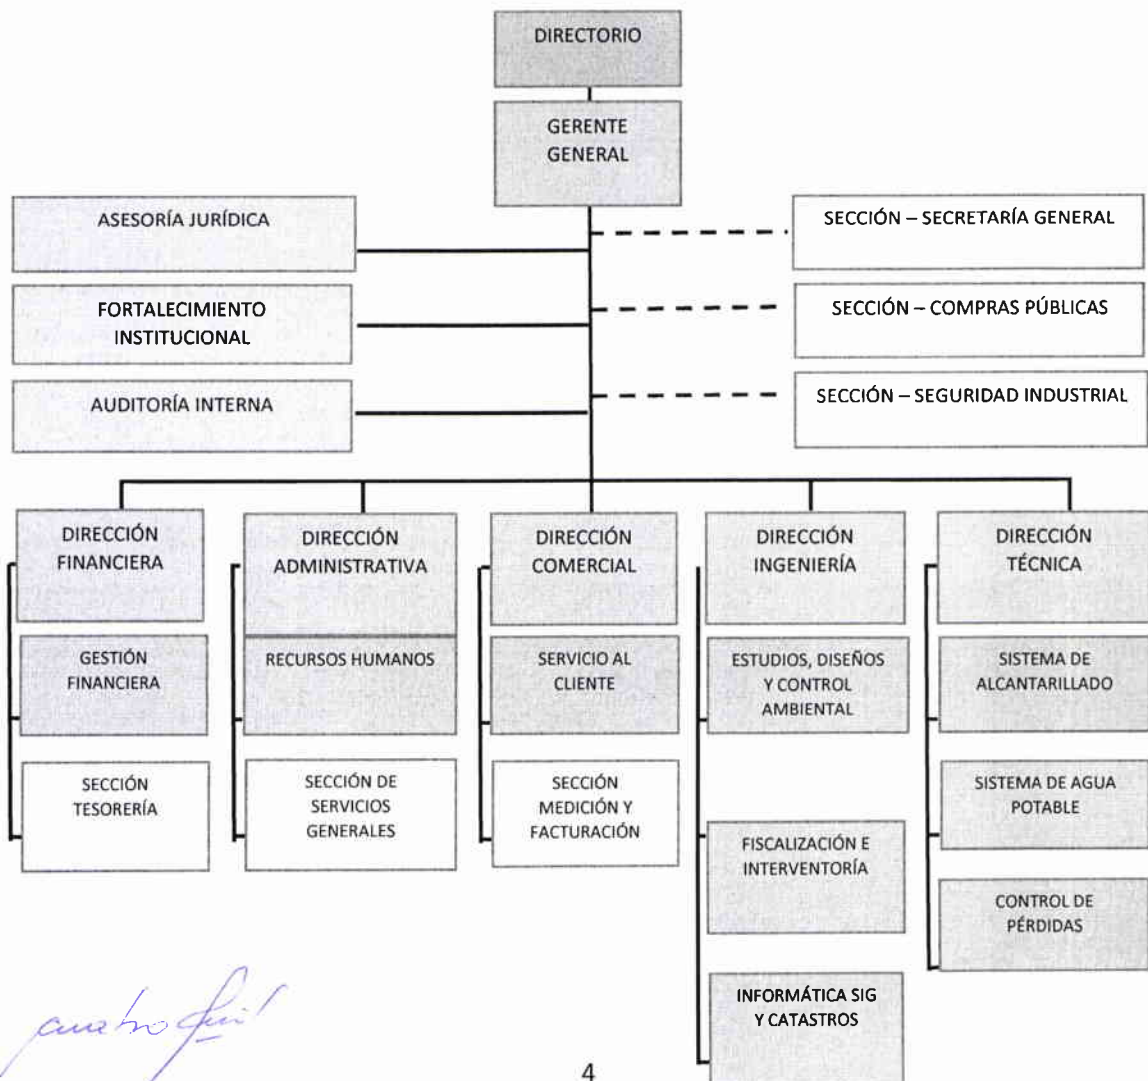 DIRECTORIO
GERENTE
GENERAL
ASESORÍA JURÍDICA
SECCIÓN – SECRETARÍA GENERAL
FORTALECIMIENTO
INSTITUCIONAL
SECCIÓN – COMPRAS PÚBLICAS
AUDITORÍA INTERNA
SECCIÓN – SEGURIDAD INDUSTRIAL
DIRECCIÓN
FINANCIERA
GESTIÓN
FINANCIERA
SECCIÓN
TESORERÍA
DIRECCIÓN
ADMINISTRATIVA
RECURSOS HUMANOS
SECCIÓN DE
SERVICIOS
GENERALES
DIRECCIÓN
COMERCIAL
SERVICIO AL
CLIENTE
SECCIÓN
MEDICIÓN Y
FACTURACIÓN
DIRECCIÓN
INGENIERÍA
ESTUDIOS, DISEÑOS
Y CONTROL
AMBIENTAL
FISCALIZACIÓN E
INTERVENTORÍA
INFORMÁTICA SIG
Y CATASTROS
DIRECCIÓN
TÉCNICA
SISTEMA DE
ALCANTARILLADO
SISTEMA DE AGUA
POTABLE
CONTROL DE
PÉRDIDAS
cuatro
4